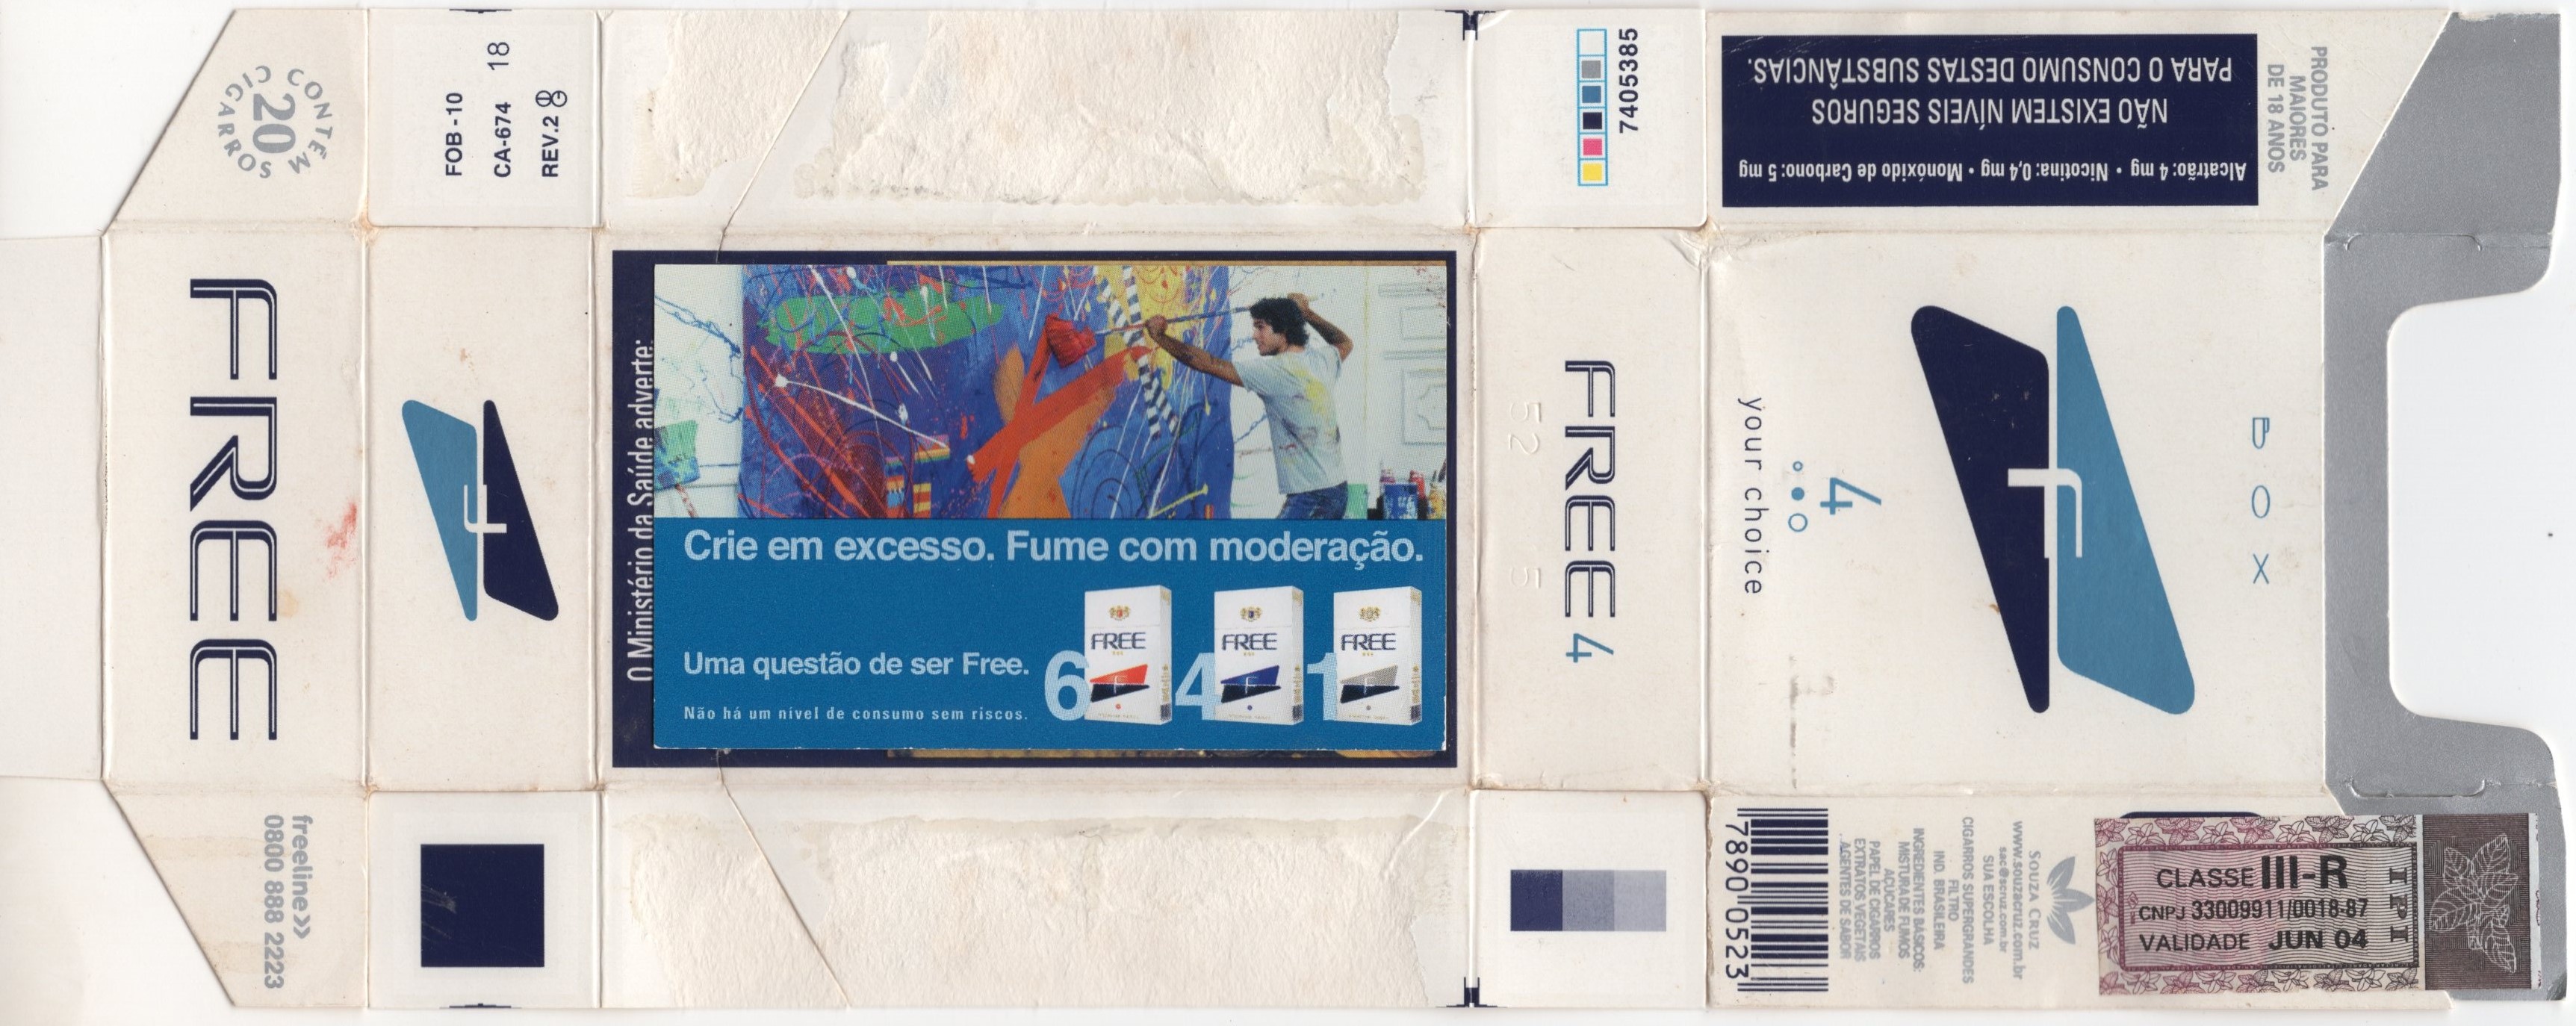 CONTÉM
20
CIGARROS
FREE
freeline>>
0800 888 2223
FOB - 10
CA-674 18
REV.2
f
O Ministério da Saúde adverte:
Crie em excesso. Fume com moderação.
Uma questão de ser Free.
Não há um nível de consumo sem riscos.
6 4 1
FREE FREE FREE
7405385
FREE 4
52 5
NÃO EXISTEM NÍVEIS SEGUROS
PARA O CONSUMO DESTAS SUBSTÂNCIAS.
Alcatrão: 4 mg • Nicotina: 0,4 mg • Monóxido de Carbono: 5 mg
PRODUTO PARA
MAIORES
DE 18 ANOS
BOX
f
4
your choice
SOUZA CRUZ
www.souzacruz.com.br
sac@scruz.com.br
SUA ESCOLHA
CIGARROS SUPERGRANDES
FILTRO
IND. BRASILEIRA
INGREDIENTES BÁSICOS:
MISTURA DE FUMOS
AÇUCARES
PAPEL DE CIGARROS
EXTRATOS VEGETAIS
AGENTES DE SABOR
7890 0523
CLASSE III-R
CNPJ 33009911/0018-87
VALIDADE JUN 04
IPI